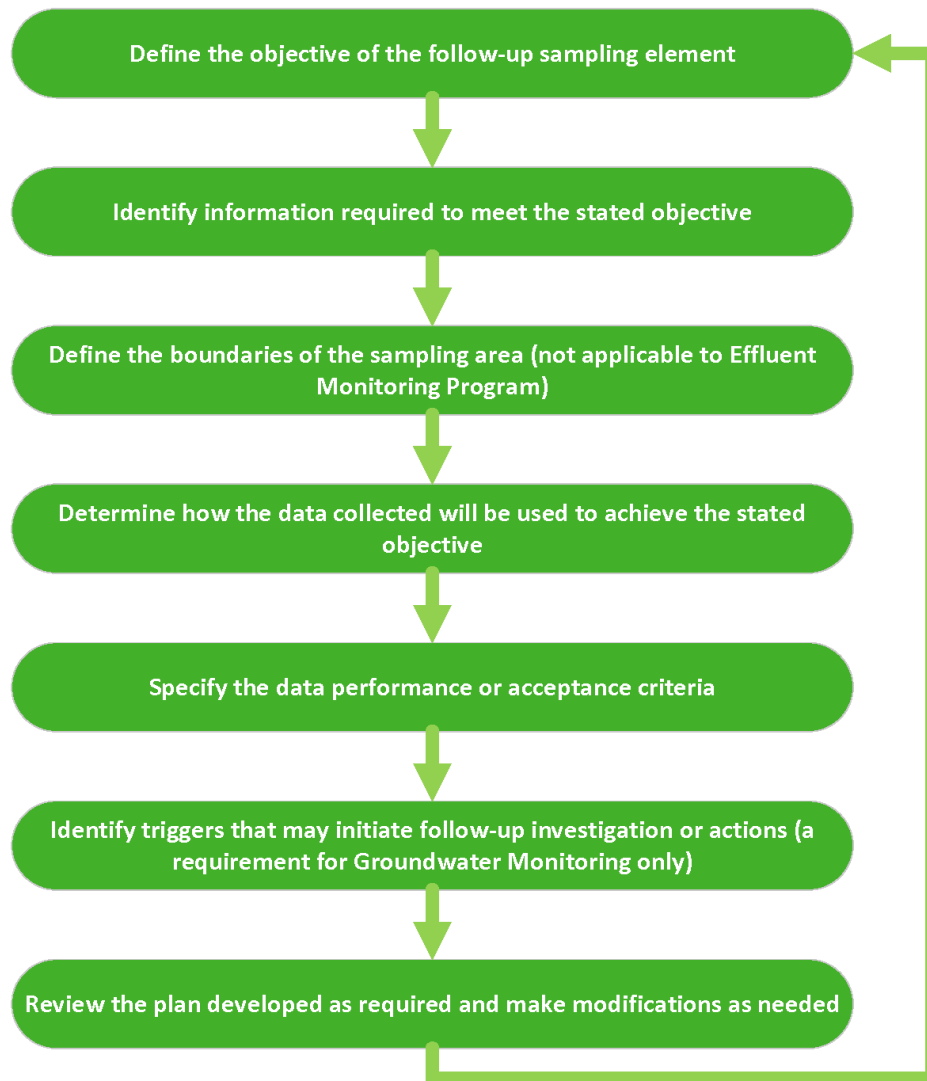 Define the objective of the follow-up sampling element
Identify information required to meet the stated objective
Define the boundaries of the sampling area (not applicable to Effluent
Monitoring Program)
Determine how the data collected will be used to achieve the stated
objective
Specify the data performance or acceptance criteria
Identify triggers that may initiate follow-up investigation or actions (a
requirement for Groundwater Monitoring only)
Review the plan developed as required and make modifications as needed